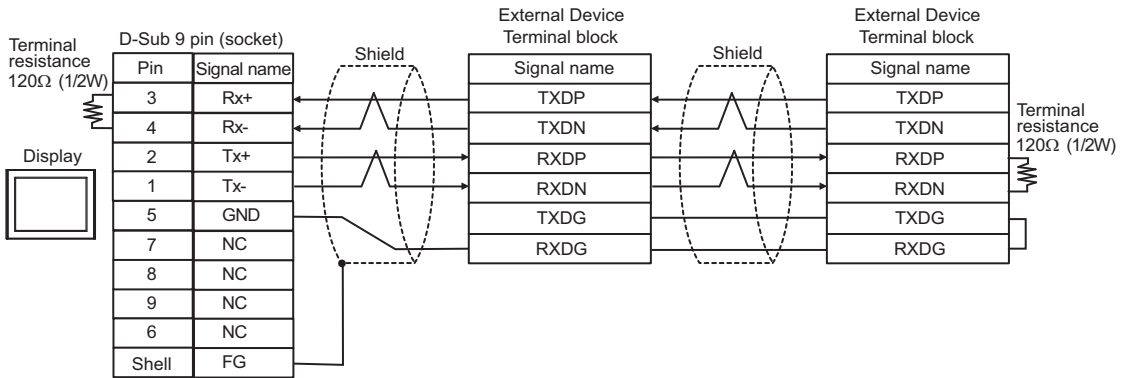 External Device
Terminal block
External Device
Terminal block
Terminal
resistance
120Ω (1/2W)
D-Sub 9 pin (socket)
Shield
Shield
Pin Signal name
3 Rx+
4 Rx-
2 Tx+
1 Tx-
5 GND
7 NC
8 NC
9 NC
6 NC
Shell FG
Display
Signal name
TXDP
TXDN
RXDP
RXDN
TXDG
RXDG
Signal name
TXDP
TXDN
RXDP
RXDN
TXDG
RXDG
Terminal
resistance
120Ω (1/2W)